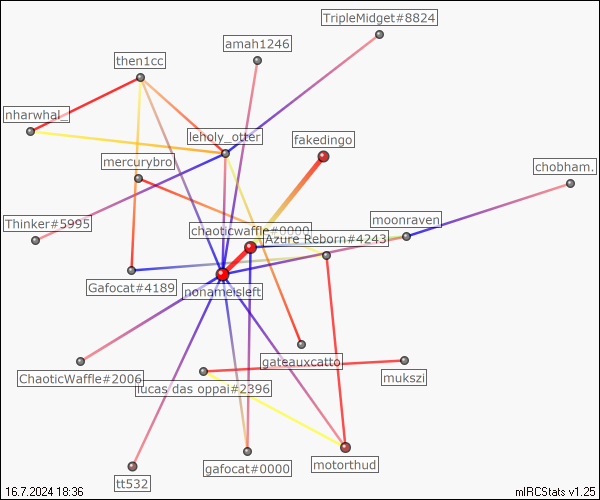 TripleMidget#8824
amah1246
then1cc
nharwhal_
leholy_otter
fakedingo
mercurybro
chobham.
Thinker#5995
moonraven
chaoticwaffle#0000
Azure Reborn#4243
Gafocat#4189
nonameisleft
gateauxcatto
ChaoticWaffle#2006
mukszi
lucas das oppai#2396
tt532
gafocat#0000
motorthud
16.7.2024 18:36
mIRCStats v1.25